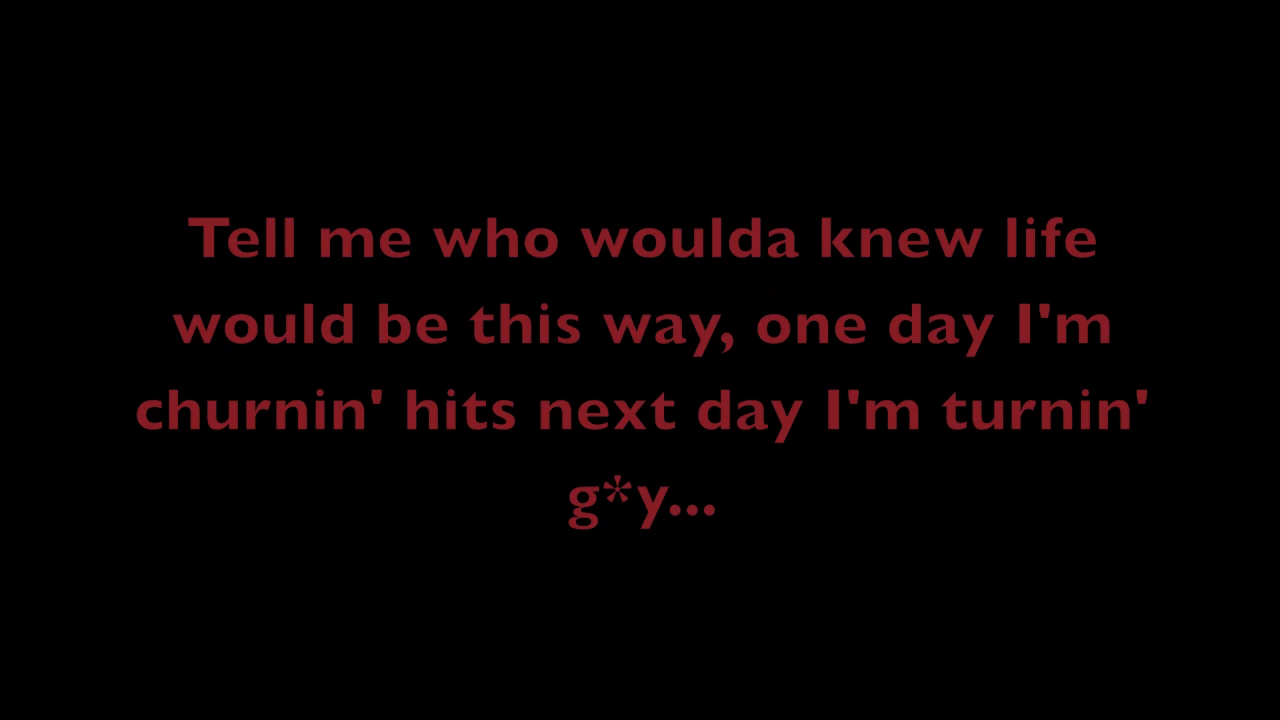 Tell me who woulda knew life
would be this way, one day I'm
churnin' hits next day I'm turnin'
g*y...